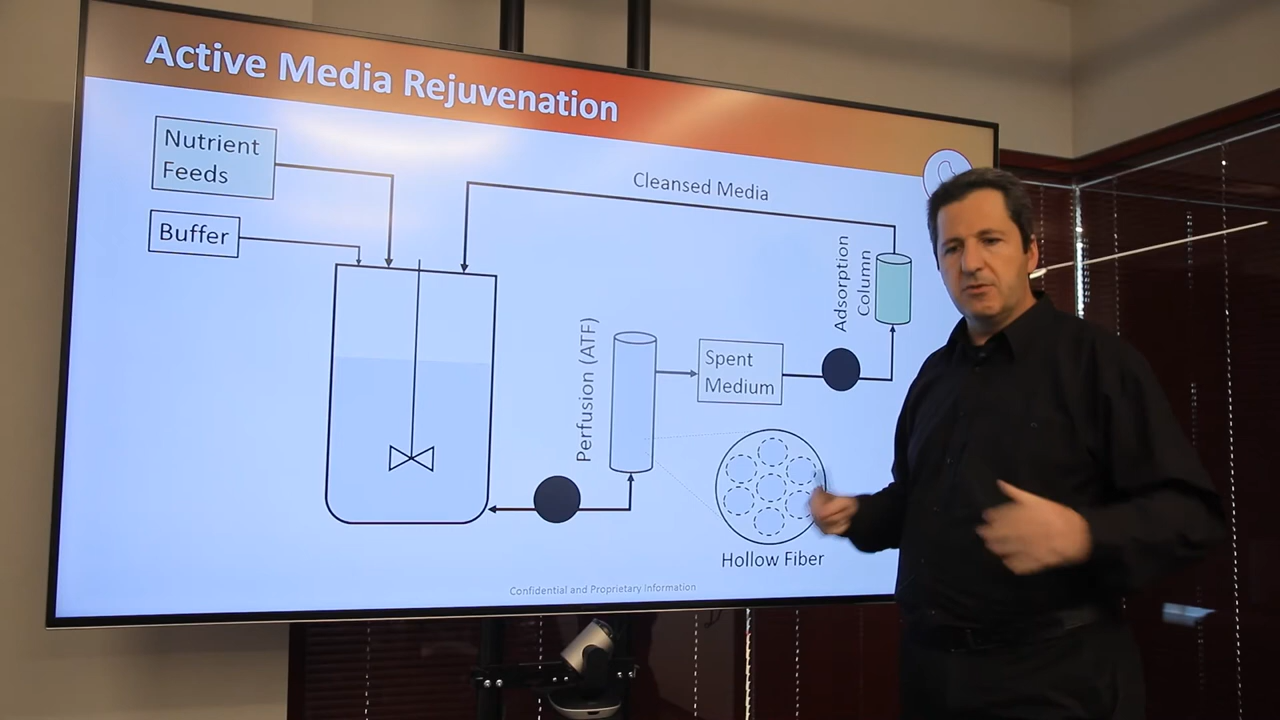 Active Media Rejuvenation
Nutrient
Feeds
Cleansed Media
Buffer
Adsorption
Column
Perfusion (ATF)
Spent
Medium
Hollow Fiber
Confidential and Proprietary Information